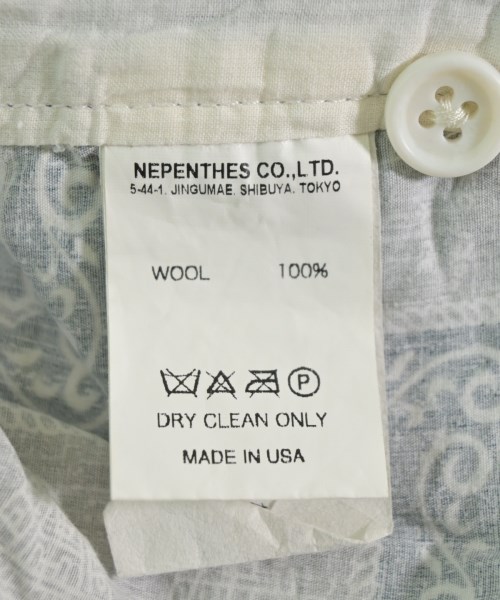 NEPENTHES CO.,LTD.
5-44-1, JINGUMAE, SHIBUYA, TOKYO
WOOL 100%
P
DRY CLEAN ONLY
MADE IN USA